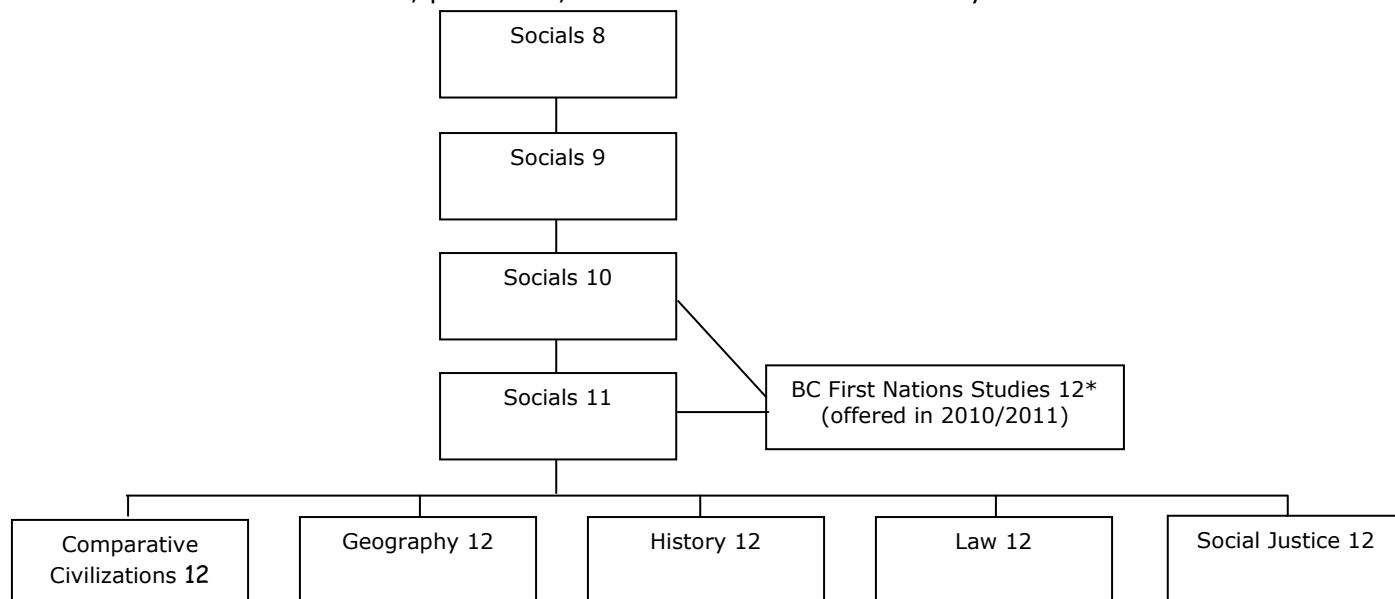 Socials 8
Socials 9
Socials 10
Socials 11
BC First Nations Studies 12*
(offered in 2010/2011)
Comparative
Civilizations 12
Geography 12
History 12
Law 12
Social Justice 12